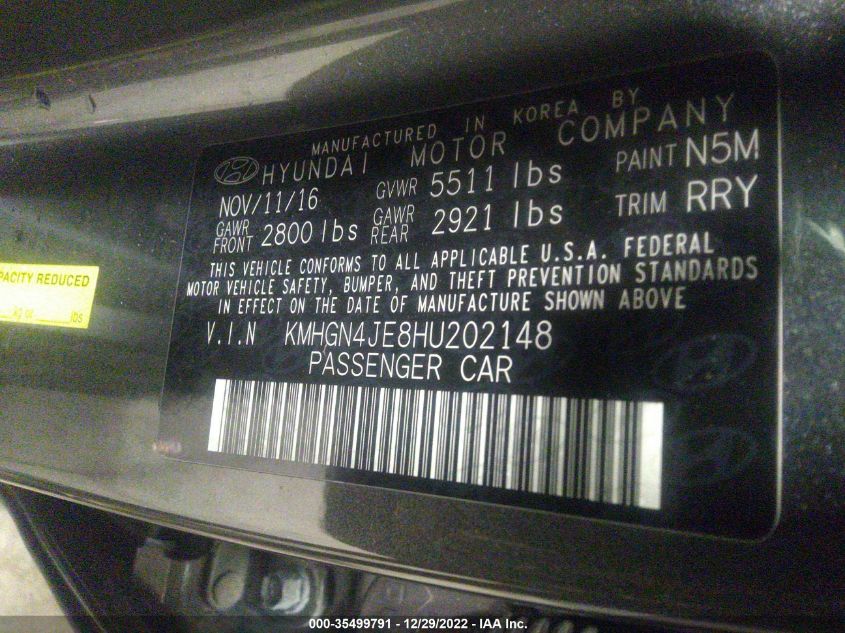 MANUFACTURED IN KOREA BY
HYUNDAI MOTOR COMPANY
NOV/11/16 GVWR 5511 lbs PAINT N5M
GAWR FRONT 2800 lbs GAWR REAR 2921 lbs TRIM RRY
THIS VEHICLE CONFORMS TO ALL APPLICABLE U.S.A. FEDERAL
MOTOR VEHICLE SAFETY, BUMPER, AND THEFT PREVENTION STANDARDS
IN EFFECT ON THE DATE OF MANUFACTURE SHOWN ABOVE
V.I.N KMHGN4JE8HU202148
PASSENGER CAR
REDUCED
kg or lbs
000-35499791 - 12/29/2022 - IAA Inc.